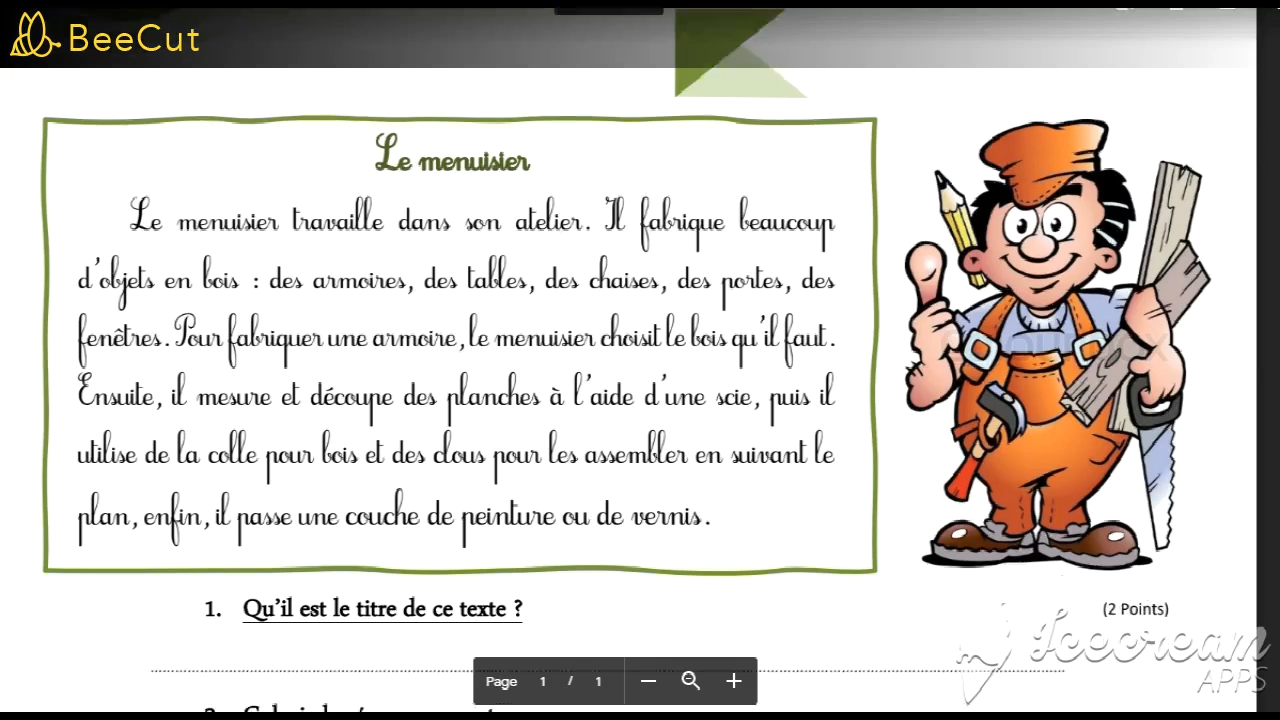 BeeCut
Le menuisier
Le menuisier travaille dans son atelier. Il fabrique beaucoup
d'objets en bois : des armoires, des tables, des chaises, des portes, des
fenêtres. Pour fabriquer une armoire, le menuisier choisit le bois qu'il faut.
Ensuite, il mesure et découpe des planches à l'aide d'une scie, puis il
utilise de la colle pour bois et des clous pour les assembler en suivant le
plan, enfin, il passe une couche de peinture ou de vernis.
1. Qu'il est le titre de ce texte ? (2 Points)
Icecream
APPS
Page 1 / 1